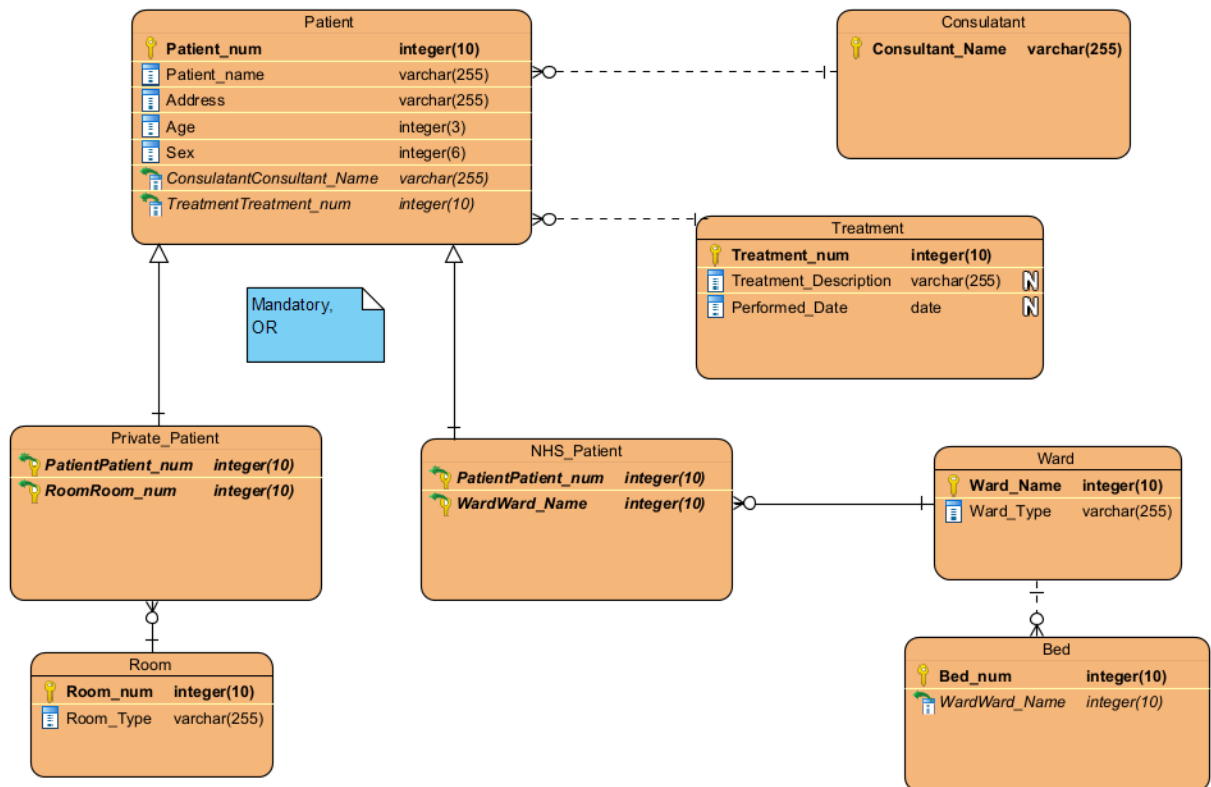 Patient
Patient_num integer(10)
Patient_name varchar(255)
Address varchar(255)
Age integer(3)
Sex integer(6)
ConsulatantConsultant_Name varchar(255)
TreatmentTreatment_num integer(10)
Consulatant
Consultant_Name varchar(255)
Treatment
Treatment_num integer(10)
Treatment_Description varchar(255) N
Performed_Date date N
Mandatory,
OR
Private_Patient
PatientPatient_num integer(10)
RoomRoom_num integer(10)
NHS_Patient
PatientPatient_num integer(10)
WardWard_Name integer(10)
Ward
Ward_Name integer(10)
Ward_Type varchar(255)
Room
Room_num integer(10)
Room_Type varchar(255)
Bed
Bed_num integer(10)
WardWard_Name integer(10)